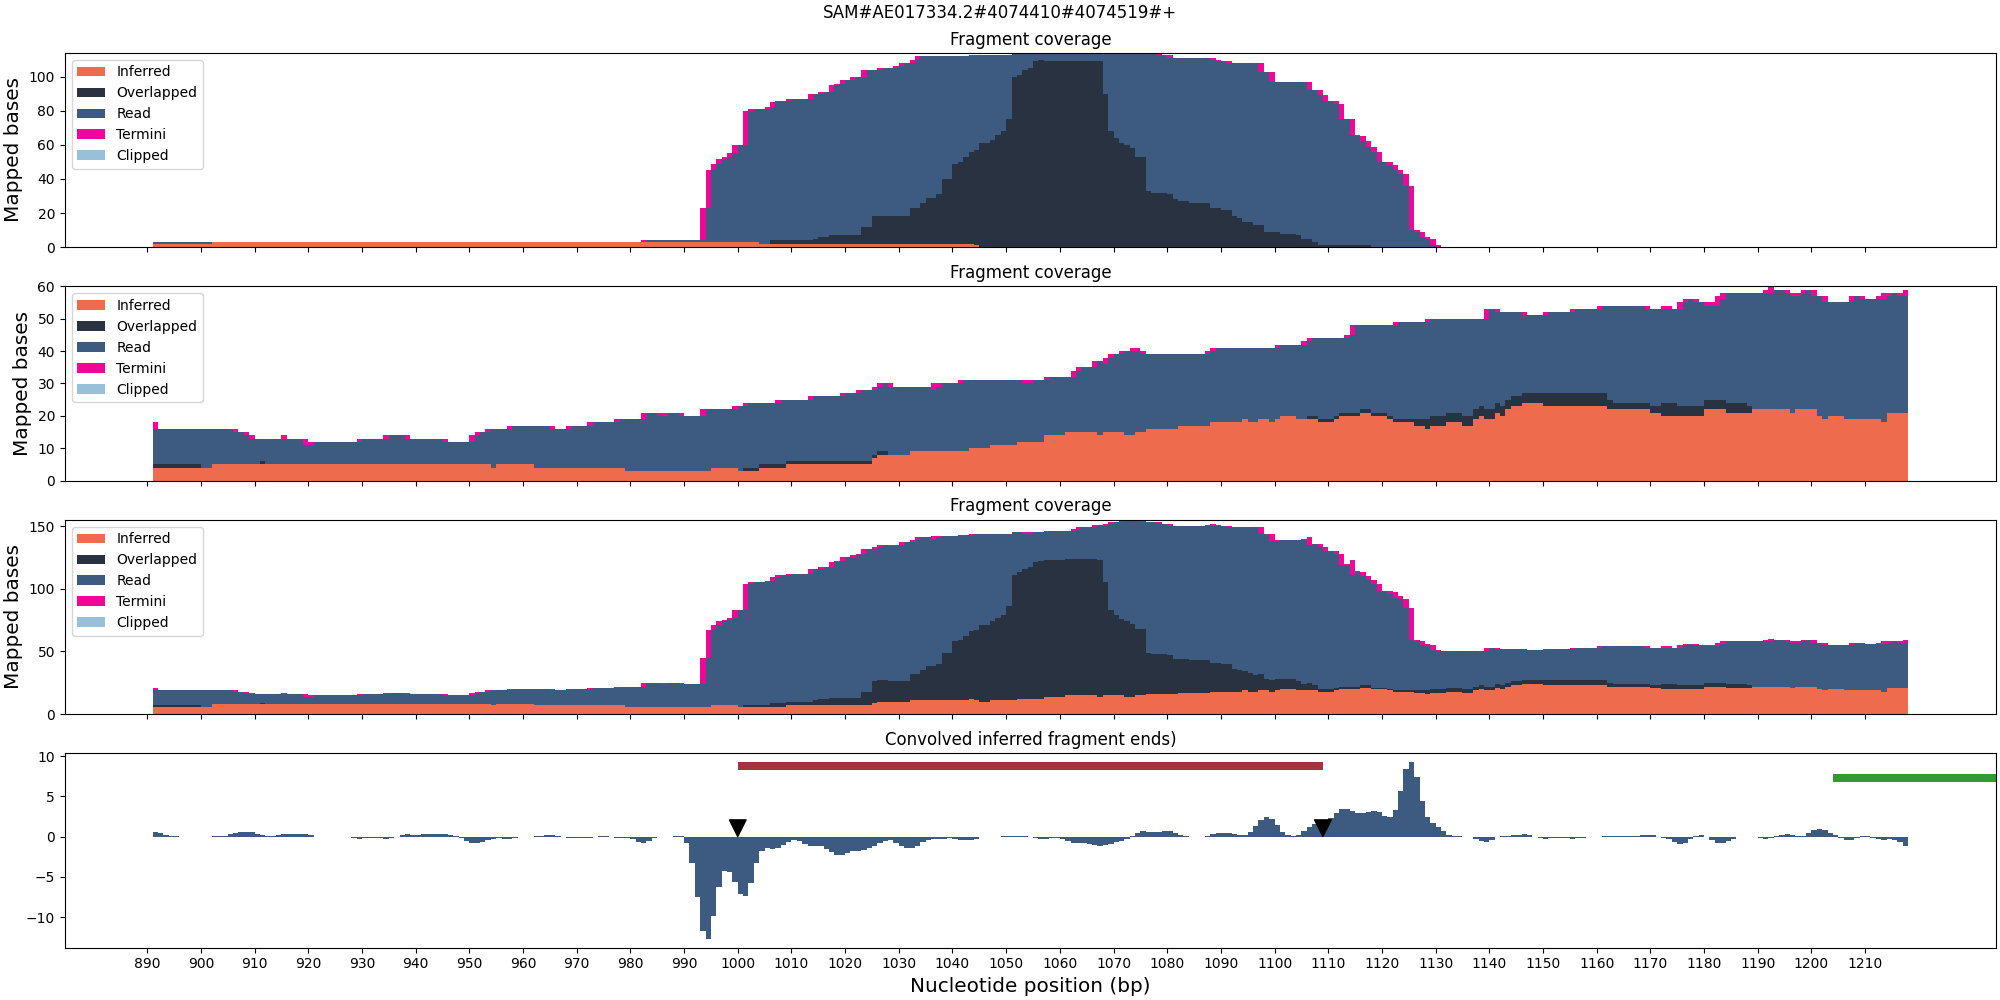 SAM#AE017334.2#4074410#4074519#+
Fragment coverage
Mapped bases
100
80
60
40
20
0
Inferred
Overlapped
Read
Termini
Clipped
Fragment coverage
Mapped bases
60
50
40
30
20
10
0
Inferred
Overlapped
Read
Termini
Clipped
Fragment coverage
Mapped bases
150
100
50
0
Inferred
Overlapped
Read
Termini
Clipped
Convolved inferred fragment ends)
10
5
0
−5
−10
890 900 910 920 930 940 950 960 970 980 990 1000 1010 1020 1030 1040 1050 1060 1070 1080 1090 1100 1110 1120 1130 1140 1150 1160 1170 1180 1190 1200 1210
Nucleotide position (bp)